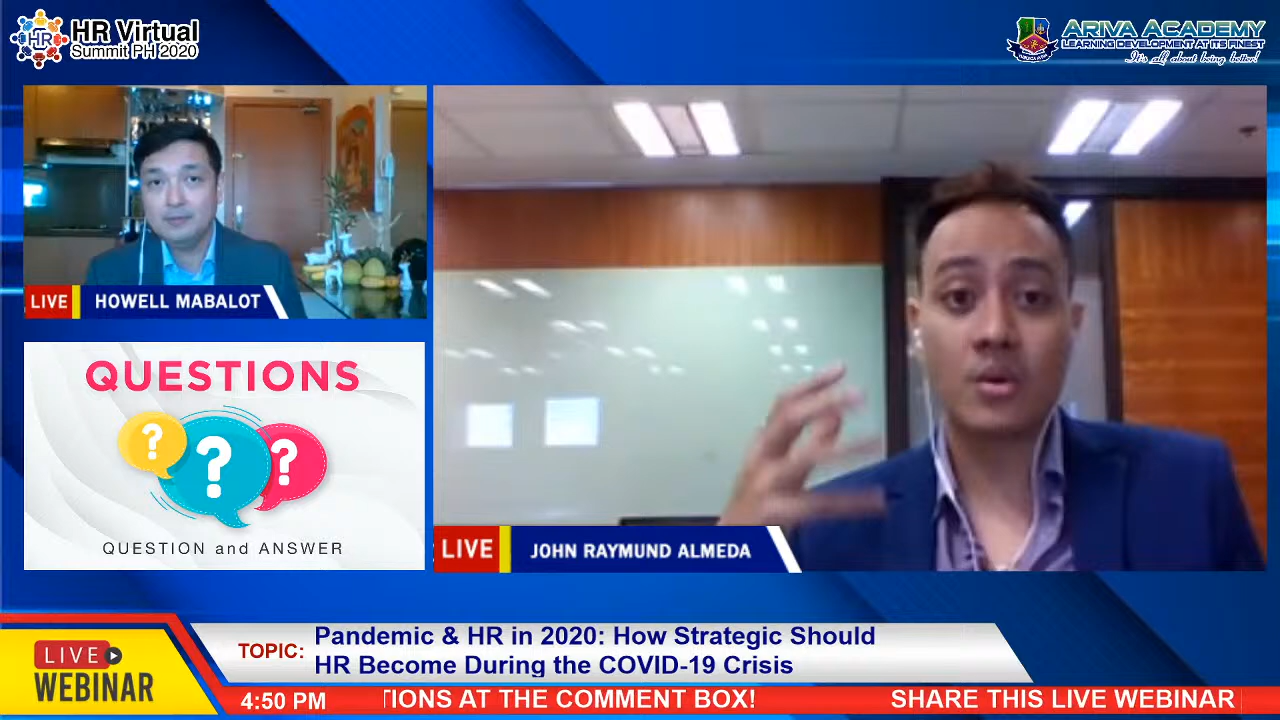 HR Virtual
Summit PH 2020
HR
ARIVA ACADEMY
LEARNING DEVELOPMENT AT ITS FINEST
It's all about being better!
LIVE
HOWELL MABALOT
QUESTIONS
? ? ?
QUESTION and ANSWER
LIVE
JOHN RAYMUND ALMEDA
TOPIC:
Pandemic & HR in 2020: How Strategic Should
HR Become During the COVID-19 Crisis
LIVE
WEBINAR
4:50 PM
TIONS AT THE COMMENT BOX!
SHARE THIS LIVE WEBINAR